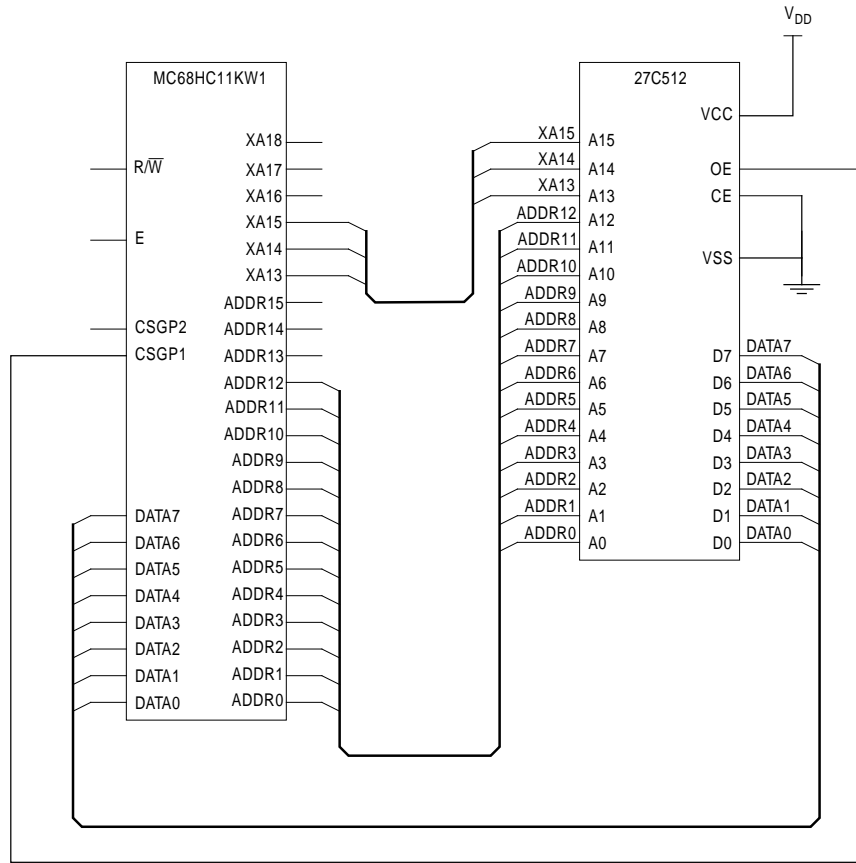 VDD
MC68HC11KW1
27C512
R/W
E
CSGP2
CSGP1
DATA7
DATA6
DATA5
DATA4
DATA3
DATA2
DATA1
DATA0
XA18
XA17
XA16
XA15
XA14
XA13
ADDR15
ADDR14
ADDR13
ADDR12
ADDR11
ADDR10
ADDR9
ADDR8
ADDR7
ADDR6
ADDR5
ADDR4
ADDR3
ADDR2
ADDR1
ADDR0
XA15 A15
XA14 A14
XA13 A13
ADDR12 A12
ADDR11 A11
ADDR10 A10
ADDR9 A9
ADDR8 A8
ADDR7 A7
ADDR6 A6
ADDR5 A5
ADDR4 A4
ADDR3 A3
ADDR2 A2
ADDR1 A1
ADDR0 A0
VCC
OE
CE
VSS
D7 DATA7
D6 DATA6
D5 DATA5
D4 DATA4
D3 DATA3
D2 DATA2
D1 DATA1
D0 DATA0